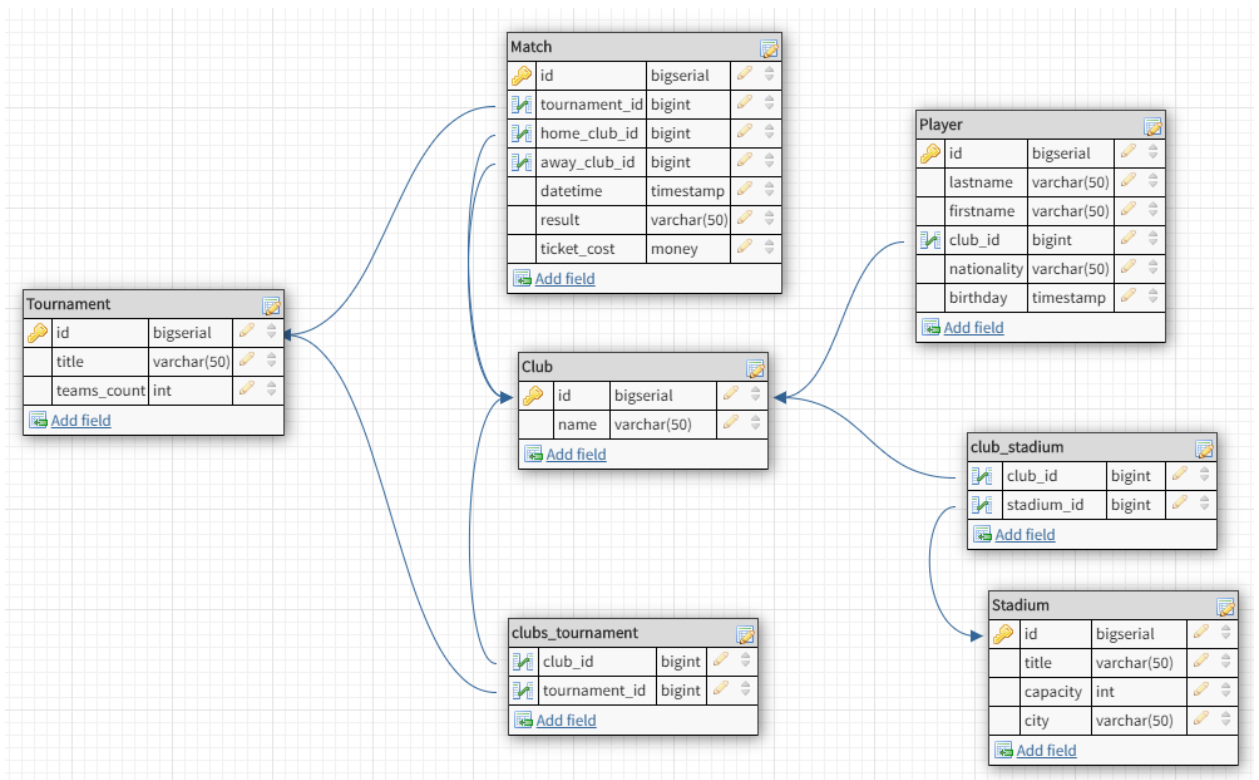 Match
id bigserial
tournament_id bigint
home_club_id bigint
away_club_id bigint
datetime timestamp
result varchar(50)
ticket_cost money
Add field
Player
id bigserial
lastname varchar(50)
firstname varchar(50)
club_id bigint
nationality varchar(50)
birthday timestamp
Add field
Tournament
id bigserial
title varchar(50)
teams_count int
Add field
Club
id bigserial
name varchar(50)
Add field
club_stadium
club_id bigint
stadium_id bigint
Add field
clubs_tournament
club_id bigint
tournament_id bigint
Add field
Stadium
id bigserial
title varchar(50)
capacity int
city varchar(50)
Add field